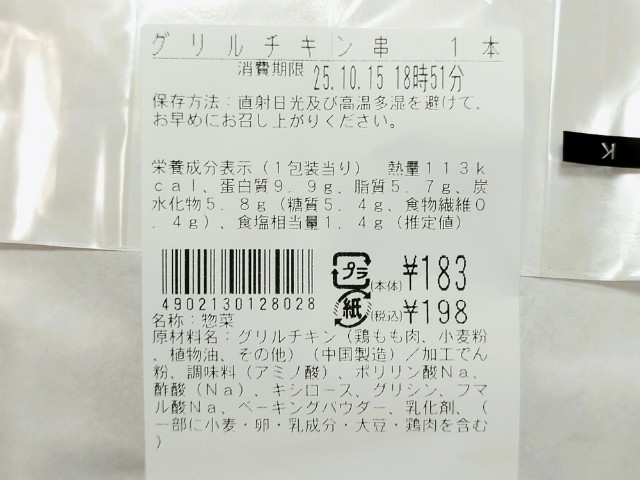 グリルチキン串　１本
消費期限 25.10.15 18時51分
保存方法：直射日光及び高温多湿を避けて、
お早めにお召し上がりください。
栄養成分表示（１包装当り）　熱量１１３ｋ
ｃａｌ、蛋白質９．９ｇ、脂質５．７ｇ、炭
水化物５．８ｇ（糖質５．４ｇ、食物繊維０
．４ｇ）、食塩相当量１．４ｇ（推定値）
プラ (本体) ¥183
4902130128028 紙 (税込) ¥198
名称：惣菜
原材料名：グリルチキン（鶏もも肉、小麦粉
、植物油、その他）（中国製造）／加工でん
粉、調味料（アミノ酸）、ポリリン酸Ｎａ、
酢酸（Ｎａ）、キシロース、グリシン、フマ
ル酸Ｎａ、ベーキングパウダー、乳化剤、（
一部に小麦・卵・乳成分・大豆・鶏肉を含む
）
K